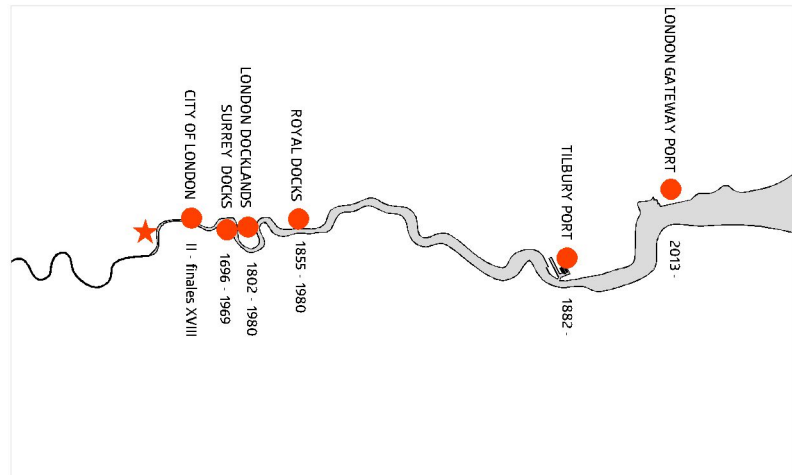 CITY OF LONDON
II - finales XVIII
SURREY DOCKS
1696 - 1969
LONDON DOCKLANDS
1802 - 1980
ROYAL DOCKS
1855 - 1980
TILBURY PORT
1882 -
LONDON GATEWAY PORT
2013 -